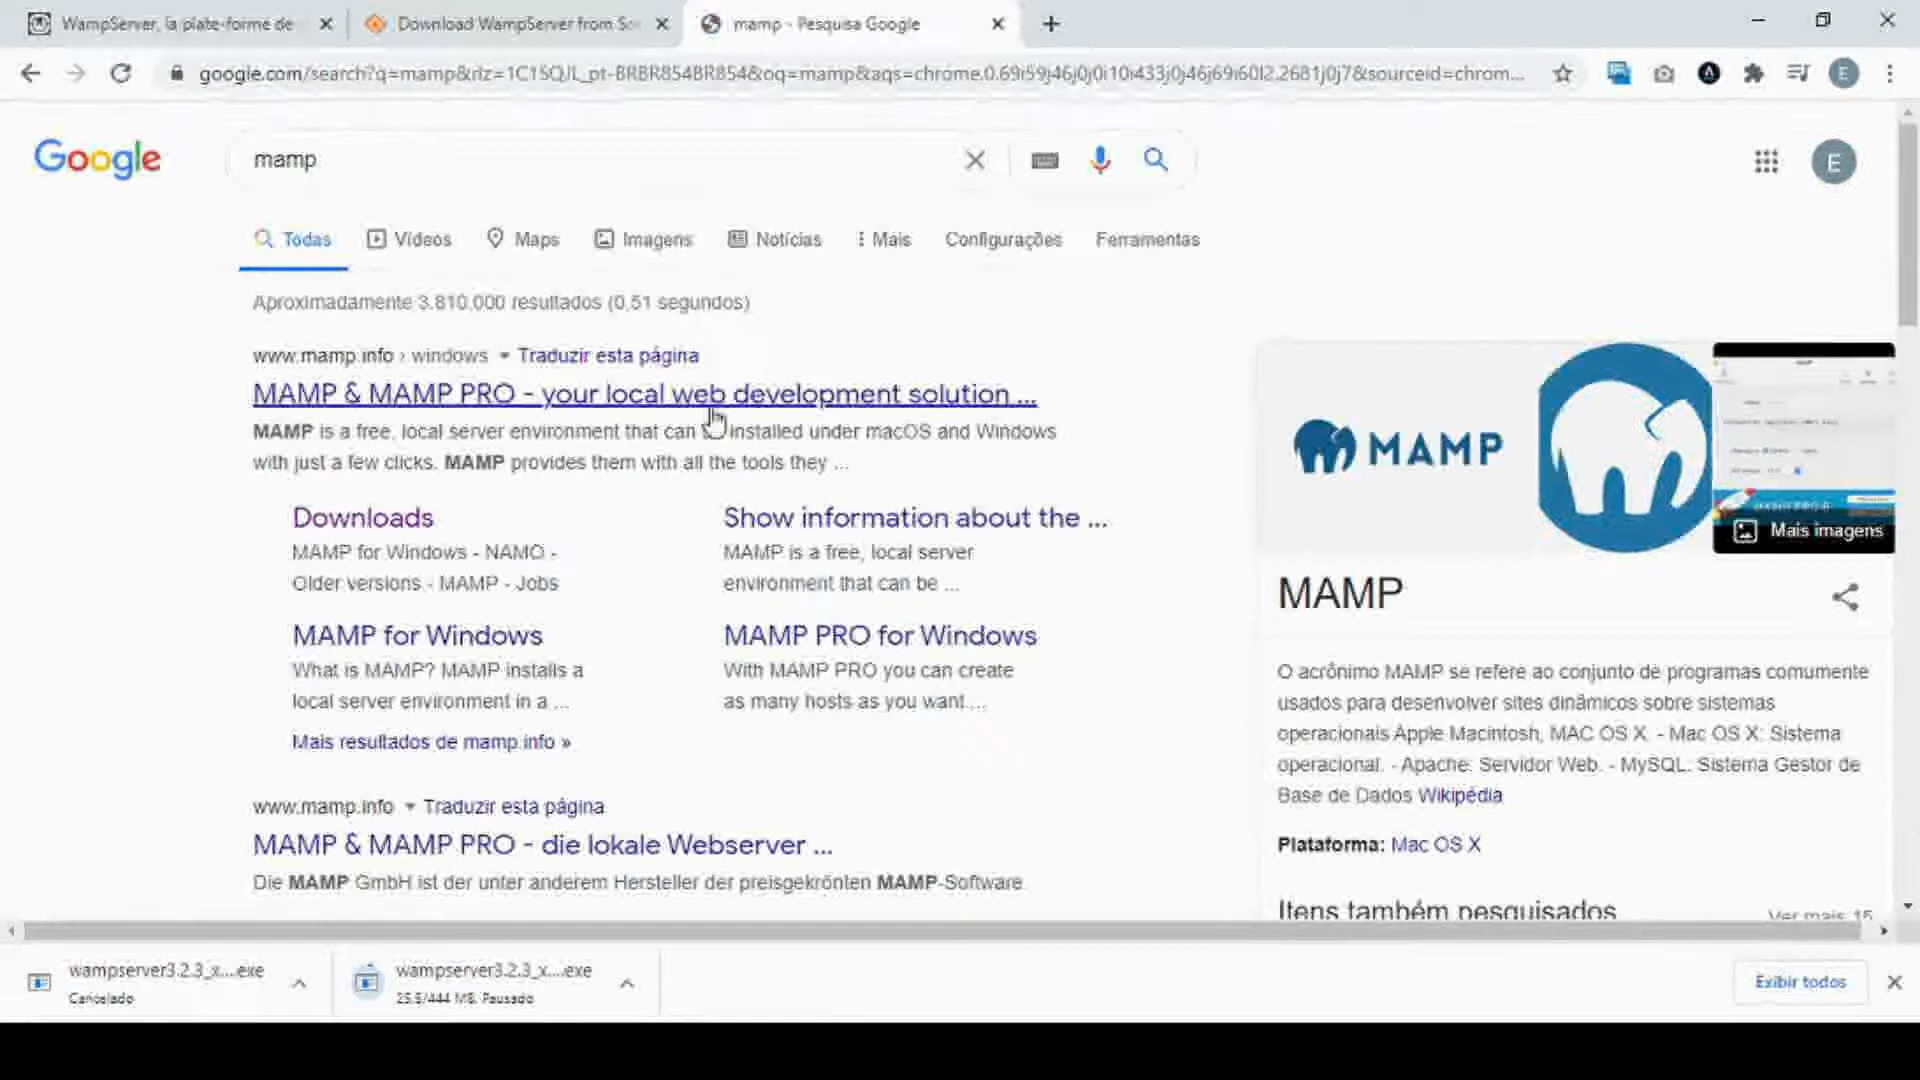 WampServer, la plate-forme de
Download WampServer from So
mamp - Pesquisa Google
google.com/search?q=mamp&rlz=1C1SQJL_pt-BRBR854BR854&oq=mamp&aqs=chrome.0.69i59j46j0j0i10i433j0j46j69i60l2.2681j0j7&sourceid=chrom...
E
Google
mamp
E
Todas
Vídeos
Maps
Imagens
Notícias
Mais
Configurações
Ferramentas
Aproximadamente 3.810.000 resultados (0,51 segundos)
www.mamp.info › windows Traduzir esta página
MAMP & MAMP PRO - your local web development solution ...
MAMP is a free, local server environment that can installed under macOS and Windows
with just a few clicks. MAMP provides them with all the tools they ...
Downloads
MAMP for Windows - NAMO -
Older versions - MAMP - Jobs
Show information about the ...
MAMP is a free, local server
environment that can be ...
MAMP for Windows
What is MAMP? MAMP installs a
local server environment in a ...
MAMP PRO for Windows
With MAMP PRO you can create
as many hosts as you want ...
Mais resultados de mamp.info »
www.mamp.info Traduzir esta página
MAMP & MAMP PRO - die lokale Webserver ...
Die MAMP GmbH ist der unter anderem Hersteller der preisgekrönten MAMP-Software
MAMP
Mais imagens
MAMP
O acrônimo MAMP se refere ao conjunto de programas comumente
usados para desenvolver sites dinâmicos sobre sistemas
operacionais Apple Macintosh, MAC OS X. - Mac OS X: Sistema
operacional. - Apache: Servidor Web. - MySQL: Sistema Gestor de
Base de Dados Wikipédia
Plataforma: Mac OS X
Itens também pesquisados
Ver mais 15
wampserver3.2.3_x....exe
Cancelado
wampserver3.2.3_x....exe
25,5/444 MB, Pausado
Exibir todos